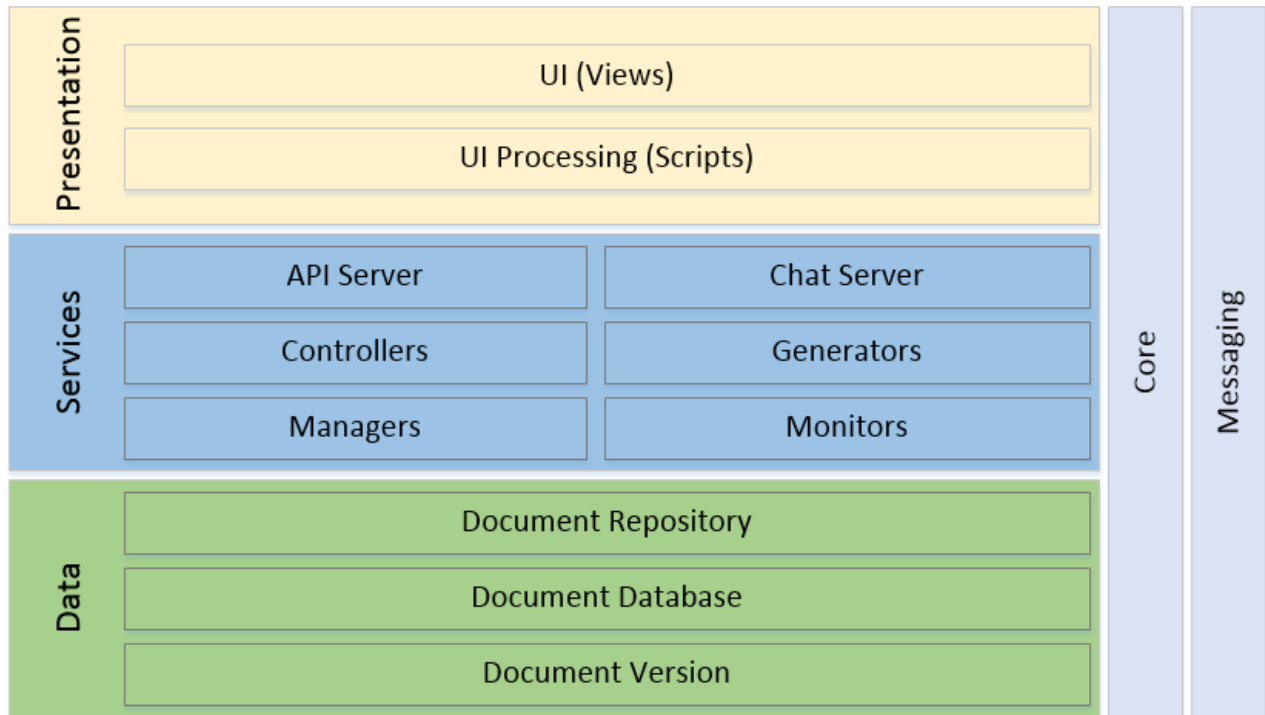 Presentation
UI (Views)
UI Processing (Scripts)
Services
API Server
Chat Server
Controllers
Generators
Managers
Monitors
Data
Document Repository
Document Database
Document Version
Core
Messaging